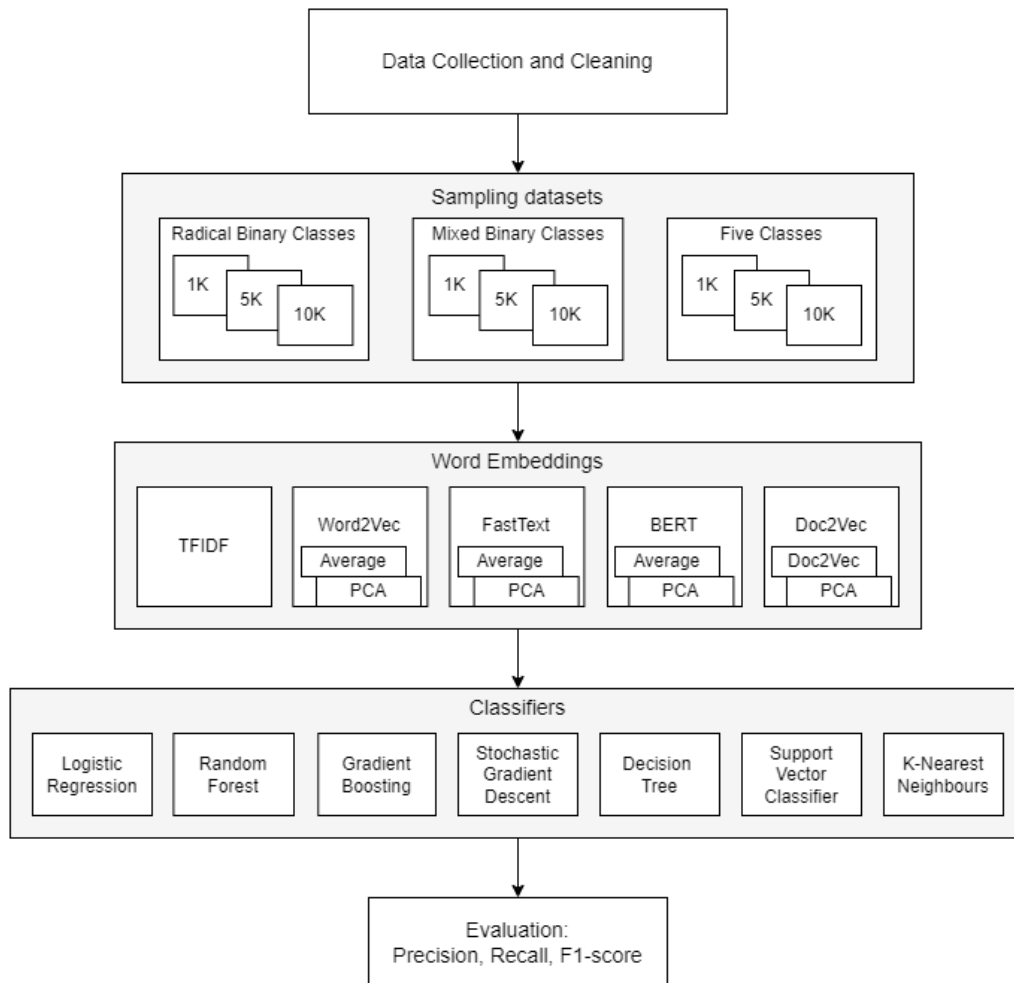 Data Collection and Cleaning
Sampling datasets
Radical Binary Classes
1K
5K
10K
Mixed Binary Classes
1K
5K
10K
Five Classes
1K
5K
10K
Word Embeddings
TFIDF
Word2Vec
Average
PCA
FastText
Average
PCA
BERT
Average
PCA
Doc2Vec
Doc2Vec
PCA
Classifiers
Logistic
Regression
Random
Forest
Gradient
Boosting
Stochastic
Gradient
Descent
Decision
Tree
Support
Vector
Classifier
K-Nearest
Neighbours
Evaluation:
Precision, Recall, F1-score